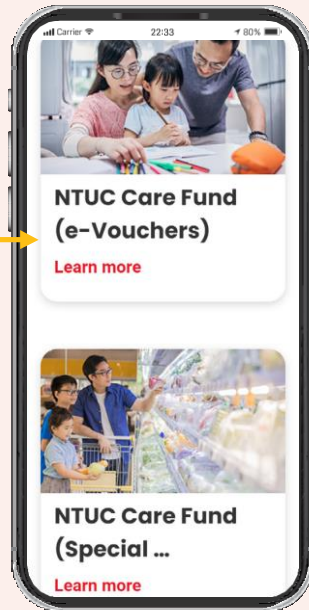 Carrier 22:33 80%
NTUC Care Fund
(e-Vouchers)
Learn more
NTUC Care Fund
(Special ...
Learn more